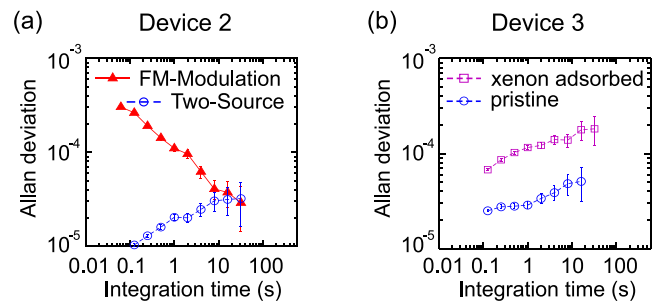 (a) Device 2
Allan deviation
10^-3
10^-4
10^-5
FM-Modulation
Two-Source
0.01 0.1 1 10 100
Integration time (s)
(b) Device 3
Allan deviation
10^-3
10^-4
10^-5
xenon adsorbed
pristine
0.01 0.1 1 10 100
Integration time (s)